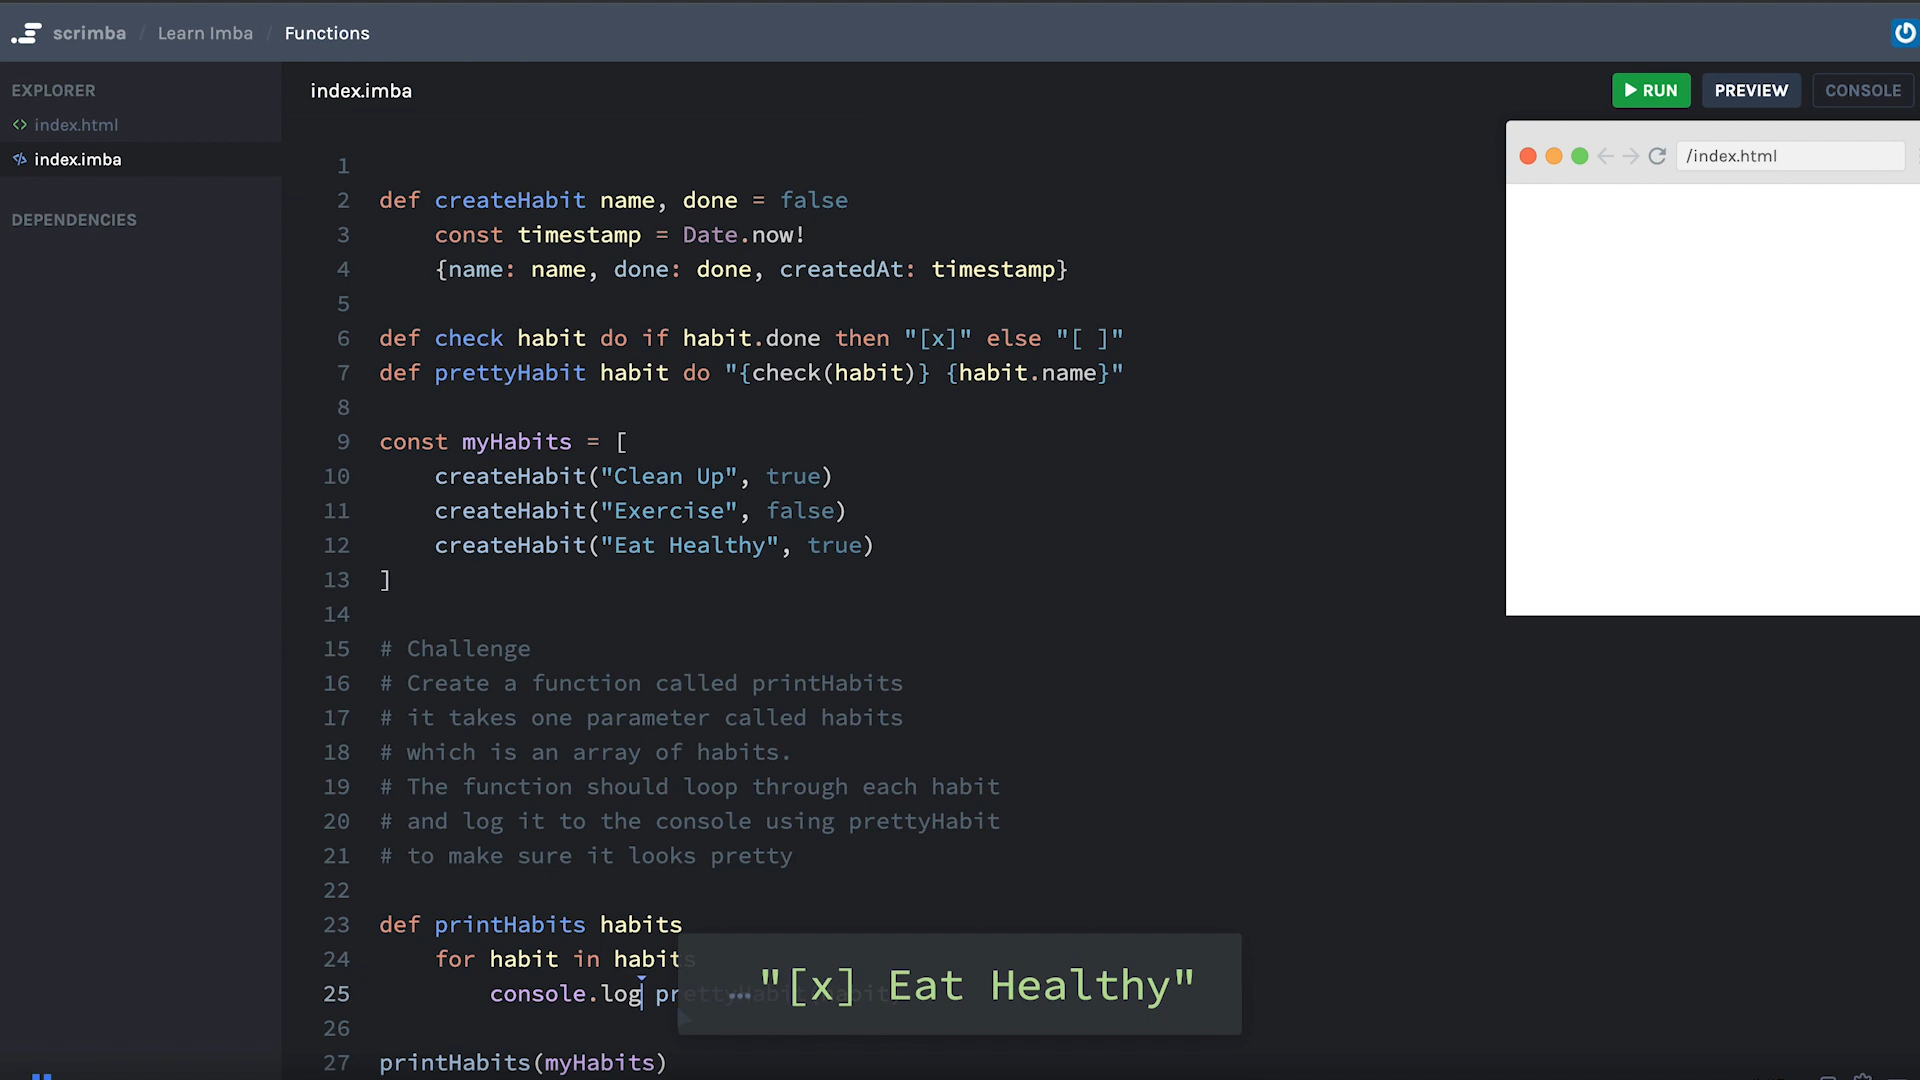 scrimba / Learn Imba / Functions
EXPLORER
index.html
index.imba
DEPENDENCIES
index.imba
RUN PREVIEW CONSOLE
/index.html
1
2 def createHabit name, done = false
3 const timestamp = Date.now!
4 {name: name, done: done, createdAt: timestamp}
5
6 def check habit do if habit.done then "[x]" else "[ ]"
7 def prettyHabit habit do "{check(habit)} {habit.name}"
8
9 const myHabits = [
10 createHabit("Clean Up", true)
11 createHabit("Exercise", false)
12 createHabit("Eat Healthy", true)
13 ]
14
15 # Challenge
16 # Create a function called printHabits
17 # it takes one parameter called habits
18 # which is an array of habits.
19 # The function should loop through each habit
20 # and log it to the console using prettyHabit
21 # to make sure it looks pretty
22
23 def printHabits habits
24 for habit in habits
25 console.log
… "[x] Eat Healthy"
26
27 printHabits(myHabits)